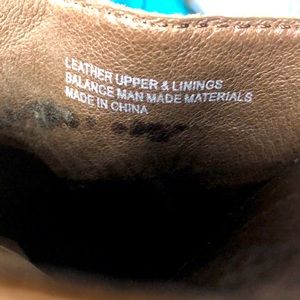 LEATHER UPPER & LININGS
BALANCE MAN MADE MATERIALS
MADE IN CHINA